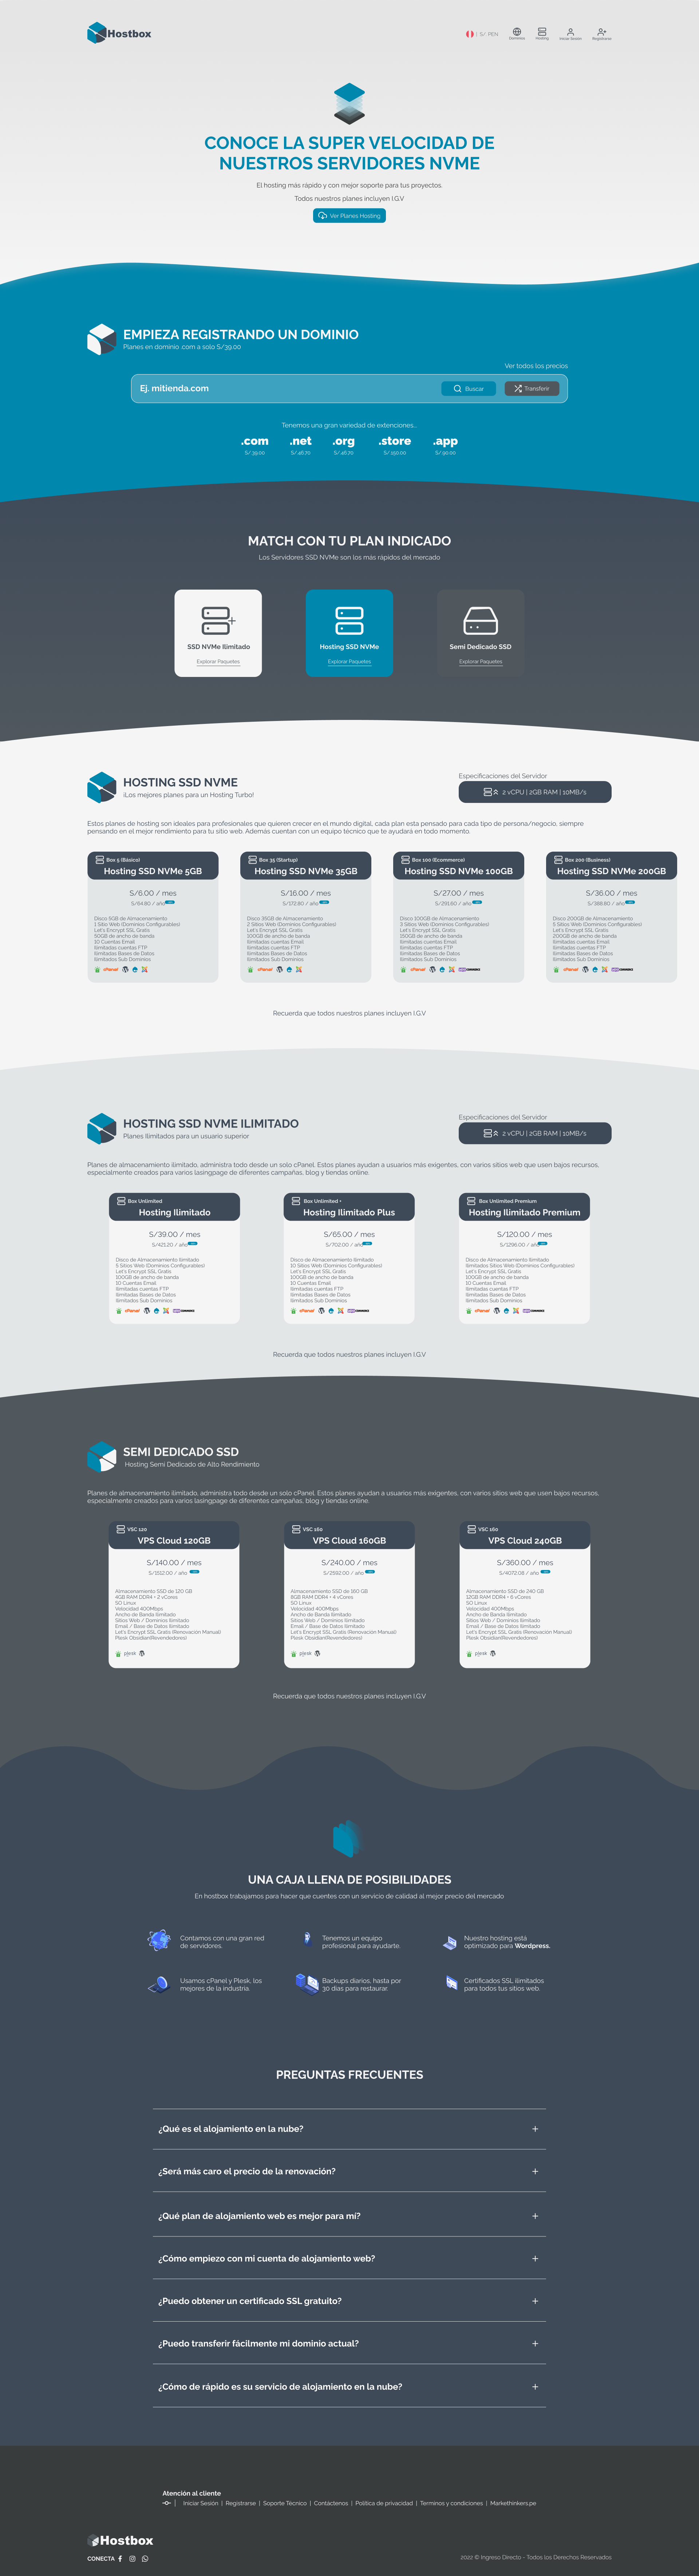 Hostbox
| S/ PEN
Dominios
Hosting
Iniciar Sesión
Registrarse
CONOCE LA SUPER VELOCIDAD DE
NUESTROS SERVIDORES NVME
El hosting más rápido y con mejor soporte para tus proyectos.
Todos nuestros planes incluyen I.G.V
Ver Planes Hosting
EMPIEZA REGISTRANDO UN DOMINIO
Planes en dominio .com a solo S/39.00
Ver todos los precios
Ej. mitienda.com
Buscar
Transferir
Tenemos una gran variedad de extenciones...
.com
.net
.org
.store
.app
S/ 39.00
S/ 46.70
S/ 46.70
S/ 150.00
S/ 90.00
MATCH CON TU PLAN INDICADO
Los Servidores SSD NVMe son los más rápidos del mercado
SSD NVMe Ilimitado
Explorar Paquetes
Hosting SSD NVMe
Explorar Paquetes
Semi Dedicado SSD
Explorar Paquetes
HOSTING SSD NVME
¡Los mejores planes para un Hosting Turbo!
Especificaciones del Servidor
2 vCPU | 2GB RAM | 10MB/s
Estos planes de hosting son ideales para profesionales que quieren crecer en el mundo digital, cada plan esta pensado para cada tipo de persona/negocio, siempre
pensando en el mejor rendimiento para tu sitio web. Además cuentan con un equipo técnico que te ayudará en todo momento.
Box 5 (Básico)
Hosting SSD NVMe 5GB
S/6.00 / mes
S/64.80 / año
Disco 5GB de Almacenamiento
1 Sitio Web (Dominios Configurables)
Let's Encrypt SSL Gratis
50GB de ancho de banda
10 Cuentas Email
Ilimitadas cuentas FTP
Ilimitadas Bases de Datos
Ilimitados Sub Dominios
cPanel
Box 35 (Startup)
Hosting SSD NVMe 35GB
S/16.00 / mes
S/172.80 / año
Disco 35GB de Almacenamiento
2 Sitios Web (Dominios Configurables)
Let's Encrypt SSL Gratis
100GB de ancho de banda
Ilimitadas cuentas Email
Ilimitadas cuentas FTP
Ilimitadas Bases de Datos
Ilimitados Sub Dominios
cPanel
Box 100 (Ecommerce)
Hosting SSD NVMe 100GB
S/27.00 / mes
S/291.60 / año
Disco 100GB de Almacenamiento
3 Sitios Web (Dominios Configurables)
Let's Encrypt SSL Gratis
150GB de ancho de banda
Ilimitadas cuentas Email
Ilimitadas cuentas FTP
Ilimitadas Bases de Datos
Ilimitados Sub Dominios
cPanel
Box 200 (Business)
Hosting SSD NVMe 200GB
S/36.00 / mes
S/388.80 / año
Disco 200GB de Almacenamiento
5 Sitios Web (Dominios Configurables)
Let's Encrypt SSL Gratis
200GB de ancho de banda
Ilimitadas cuentas Email
Ilimitadas cuentas FTP
Ilimitadas Bases de Datos
Ilimitados Sub Dominios
cPanel
Recuerda que todos nuestros planes incluyen I.G.V
HOSTING SSD NVME ILIMITADO
Planes Ilimitados para un usuario superior
Especificaciones del Servidor
2 vCPU | 2GB RAM | 10MB/s
Planes de almacenamiento ilimitado, administra todo desde un solo cPanel. Estos planes ayudan a usuarios más exigentes, con varios sitios web que usen bajos recursos,
especialmente creados para varios lasingpage de diferentes campañas, blog y tiendas online.
Box Unlimited
Hosting Ilimitado
S/39.00 / mes
S/421.20 / año
Disco de Almacenamiento Ilimitado
5 Sitios Web (Dominios Configurables)
Let's Encrypt SSL Gratis
100GB de ancho de banda
10 Cuentas Email
Ilimitadas cuentas FTP
Ilimitadas Bases de Datos
Ilimitados Sub Dominios
cPanel
Box Unlimited +
Hosting Ilimitado Plus
S/65.00 / mes
S/702.00 / año
Disco de Almacenamiento Ilimitado
10 Sitios Web (Dominios Configurables)
Let's Encrypt SSL Gratis
100GB de ancho de banda
10 Cuentas Email
Ilimitadas cuentas FTP
Ilimitadas Bases de Datos
Ilimitados Sub Dominios
cPanel
Box Unlimited Premium
Hosting Ilimitado Premium
S/120.00 / mes
S/1296.00 / año
Disco de Almacenamiento Ilimitado
Ilimitados Sitios Web (Dominios Configurables)
Let's Encrypt SSL Gratis
100GB de ancho de banda
10 Cuentas Email
Ilimitadas cuentas FTP
Ilimitadas Bases de Datos
Ilimitados Sub Dominios
cPanel
Recuerda que todos nuestros planes incluyen I.G.V
SEMI DEDICADO SSD
Hosting Semi Dedicado de Alto Rendimiento
Planes de almacenamiento ilimitado, administra todo desde un solo cPanel. Estos planes ayudan a usuarios más exigentes, con varios sitios web que usen bajos recursos,
especialmente creados para varios lasingpage de diferentes campañas, blog y tiendas online.
VSC 120
VPS Cloud 120GB
S/140.00 / mes
S/1512.00 / año
Almacenamiento SSD de 120 GB
4GB RAM DDR4 + 2 vCores
SO Linux
Velocidad 400Mbps
Ancho de Banda Ilimitado
Sitios Web / Dominios Ilimitado
Email / Base de Datos Ilimitado
Let's Encrypt SSL Gratis (Renovación Manual)
Plesk Obsidian(Revendedores)
plesk
VSC 160
VPS Cloud 160GB
S/240.00 / mes
S/2592.00 / año
Almacenamiento SSD de 160 GB
8GB RAM DDR4 + 4 vCores
SO Linux
Velocidad 400Mbps
Ancho de Banda Ilimitado
Sitios Web / Dominios Ilimitado
Email / Base de Datos Ilimitado
Let's Encrypt SSL Gratis (Renovación Manual)
Plesk Obsidian(Revendedores)
plesk
VSC 160
VPS Cloud 240GB
S/360.00 / mes
S/4072.08 / año
Almacenamiento SSD de 240 GB
12GB RAM DDR4 + 6 vCores
SO Linux
Velocidad 400Mbps
Ancho de Banda Ilimitado
Sitios Web / Dominios Ilimitado
Email / Base de Datos Ilimitado
Let's Encrypt SSL Gratis (Renovación Manual)
Plesk Obsidian(Revendedores)
plesk
Recuerda que todos nuestros planes incluyen I.G.V
UNA CAJA LLENA DE POSIBILIDADES
En hostbox trabajamos para hacer que cuentes con un servicio de calidad al mejor precio del mercado
Contamos con una gran red
de servidores.
Tenemos un equipo
profesional para ayudarte.
Nuestro hosting está
optimizado para Wordpress.
Usamos cPanel y Plesk, los
mejores de la industria.
Backups diarios, hasta por
30 días para restaurar.
Certificados SSL ilimitados
para todos tus sitios web.
PREGUNTAS FRECUENTES
¿Qué es el alojamiento en la nube?
¿Será más caro el precio de la renovación?
¿Qué plan de alojamiento web es mejor para mí?
¿Cómo empiezo con mi cuenta de alojamiento web?
¿Puedo obtener un certificado SSL gratuito?
¿Puedo transferir fácilmente mi dominio actual?
¿Cómo de rápido es su servicio de alojamiento en la nube?
Atención al cliente
Iniciar Sesión | Registrarse | Soporte Técnico | Contáctenos | Política de privacidad | Terminos y condiciones | Markethinkers.pe
Hostbox
CONECTA
2022 © Ingreso Directo - Todos los Derechos Reservados